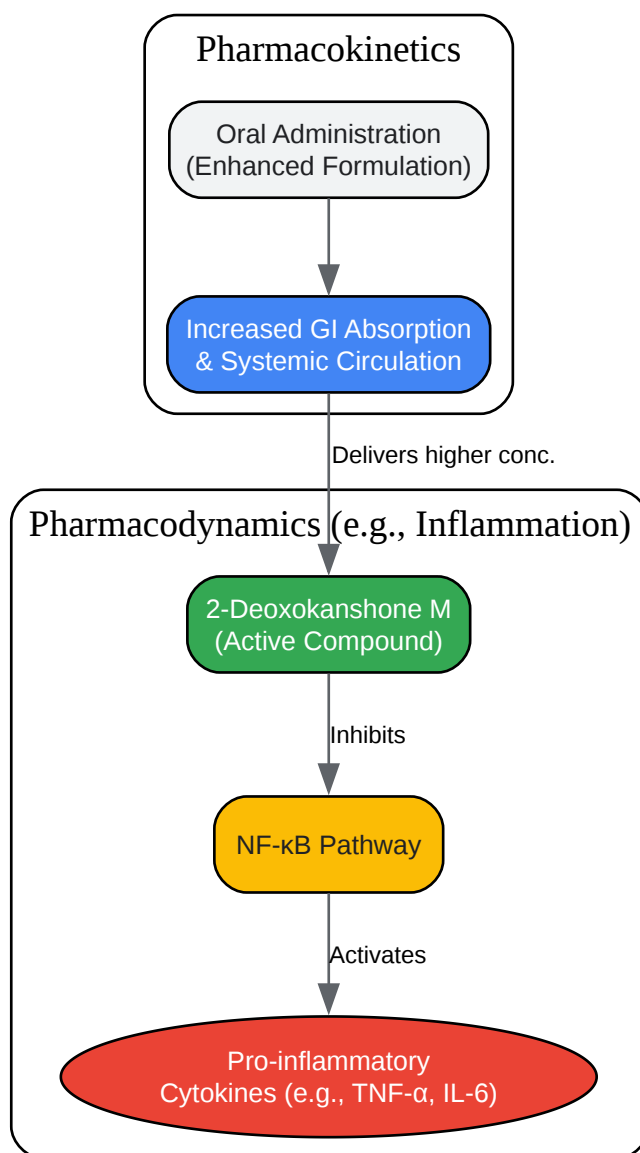 Pharmacokinetics
Oral Administration
(Enhanced Formulation)
Increased GI Absorption
& Systemic Circulation
Delivers higher conc.
Pharmacodynamics (e.g., Inflammation)
2-Deoxokanshone M
(Active Compound)
Inhibits
NF-κB Pathway
Activates
Pro-inflammatory
Cytokines (e.g., TNF-α, IL-6)